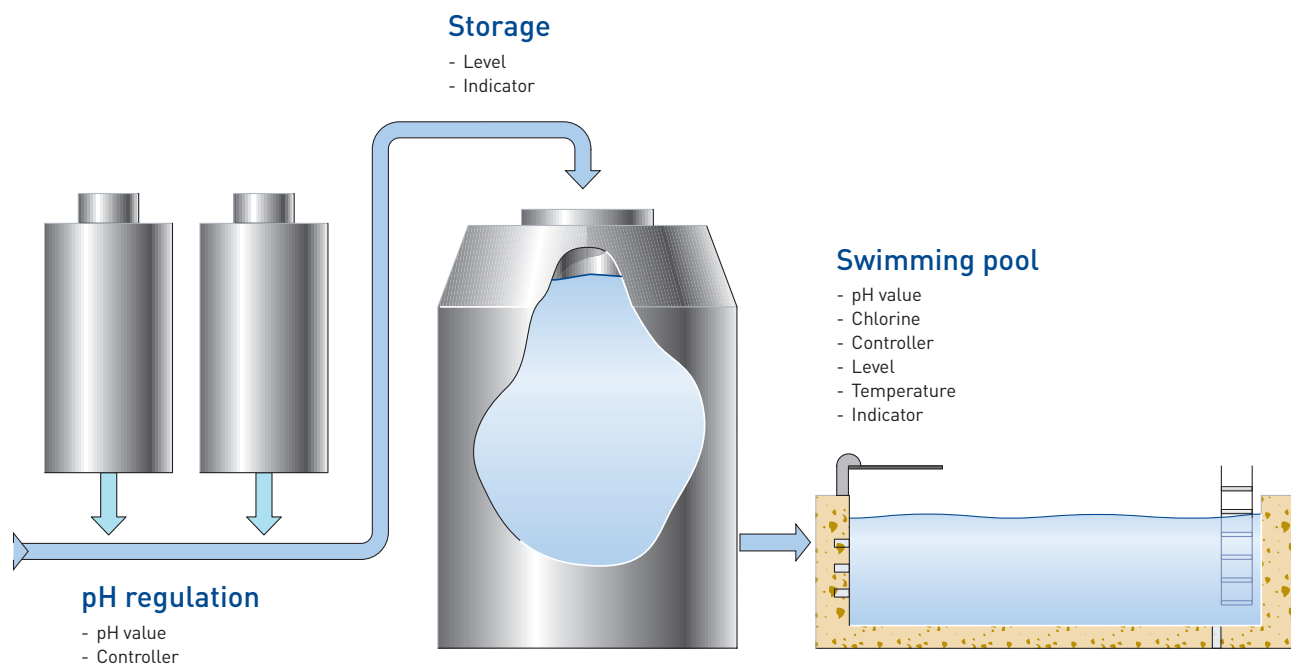 Storage
- Level
- Indicator
Swimming pool
- pH value
- Chlorine
- Controller
- Level
- Temperature
- Indicator
pH regulation
- pH value
- Controller